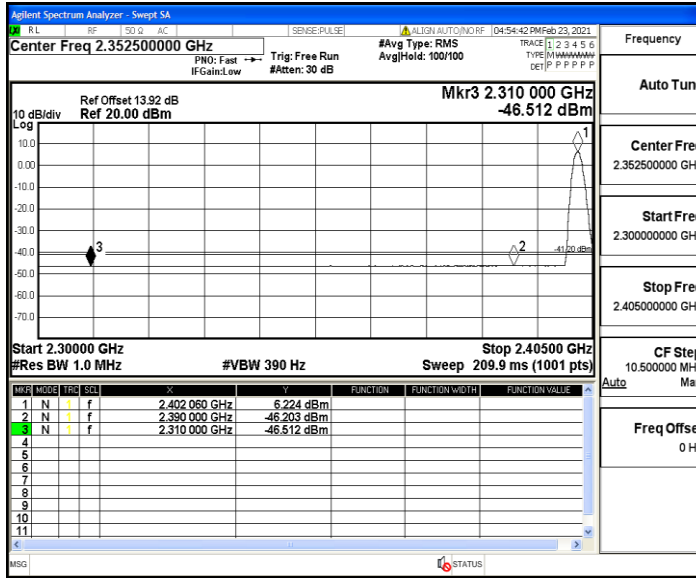 Agilent Spectrum Analyzer - Swept SA
RL RF 50 Ω AC SENSE:PULSE ALIGN AUTO/NO RF 04:54:42 PM Feb 23, 2021
Center Freq 2.352500000 GHz
PNO: Fast
IFGain:Low
Trig: Free Run
#Atten: 30 dB
#Avg Type: RMS
Avg|Hold: 100/100
TRACE 1 2 3 4 5 6
TYPE M
DET P P P P P P
Ref Offset 13.92 dB
Ref 20.00 dBm
10 dB/div
Log
Mkr3 2.310 000 GHz
-46.512 dBm
10.0
0.00
-10.0
-20.0
-30.0
-40.0
-50.0
-60.0
-70.0
1
2
3
-41.20 dBm
Start 2.30000 GHz
#Res BW 1.0 MHz
#VBW 390 Hz
Stop 2.40500 GHz
Sweep 209.9 ms (1001 pts)
MKR MODE TRC SCL X Y FUNCTION FUNCTION WIDTH FUNCTION VALUE
1 N 1 f 2.402 060 GHz 6.224 dBm
2 N 1 f 2.390 000 GHz -46.203 dBm
3 N 1 f 2.310 000 GHz -46.512 dBm
4
5
6
7
8
9
10
11
MSG STATUS
Frequency
Auto Tun
Center Fre
2.352500000 GH
Start Fre
2.300000000 GH
Stop Fre
2.405000000 GH
CF Step
10.500000 MH
Auto Ma
Freq Offse
0 H